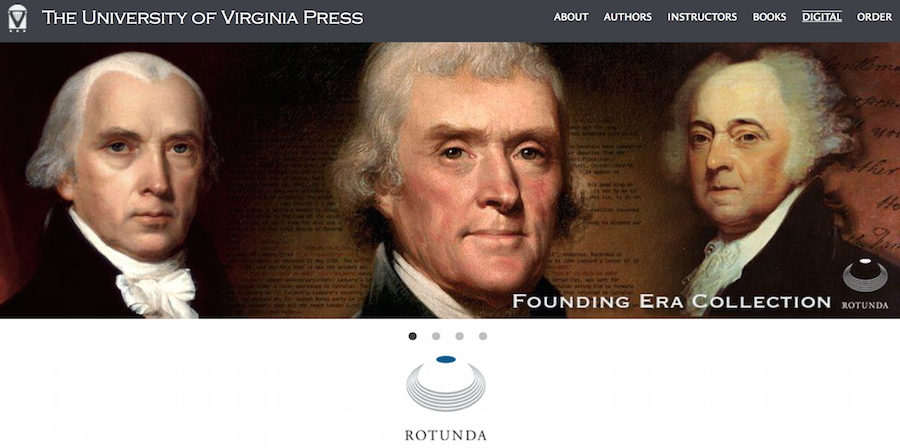 THE UNIVERSITY OF VIRGINIA PRESS
ABOUT AUTHORS INSTRUCTORS BOOKS DIGITAL ORDER
FOUNDING ERA COLLECTION
ROTUNDA
ROTUNDA